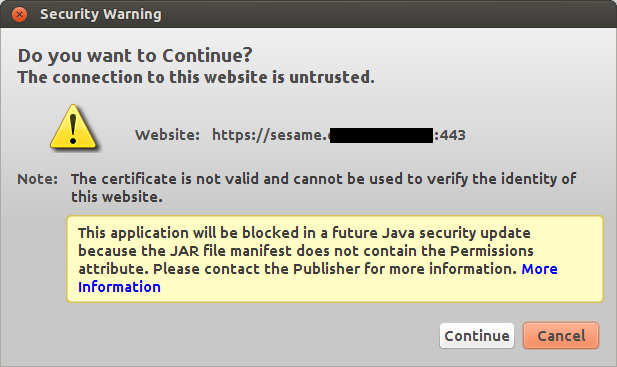 Security Warning
Do you want to Continue?
The connection to this website is untrusted.
Website: https://sesame. :443
Note: The certificate is not valid and cannot be used to verify the identity of
this website.
This application will be blocked in a future Java security update
because the JAR file manifest does not contain the Permissions
attribute. Please contact the Publisher for more information. More
Information
Continue Cancel